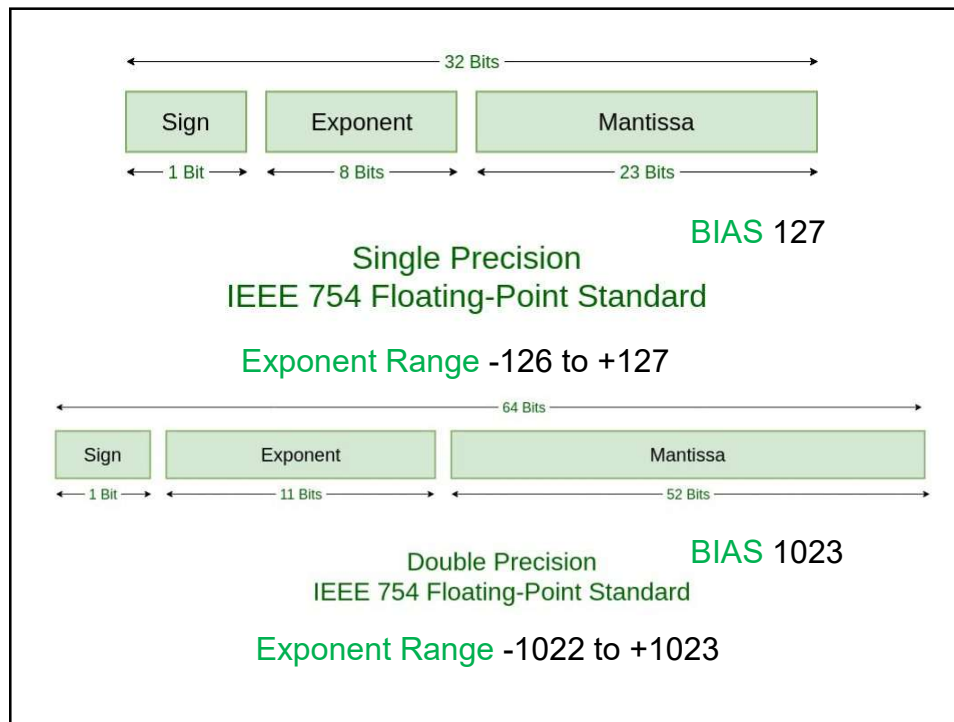 32 Bits
Sign Exponent Mantissa
1 Bit 8 Bits 23 Bits
BIAS 127
Single Precision
IEEE 754 Floating-Point Standard
Exponent Range -126 to +127
64 Bits
Sign Exponent Mantissa
1 Bit 11 Bits 52 Bits
BIAS 1023
Double Precision
IEEE 754 Floating-Point Standard
Exponent Range -1022 to +1023